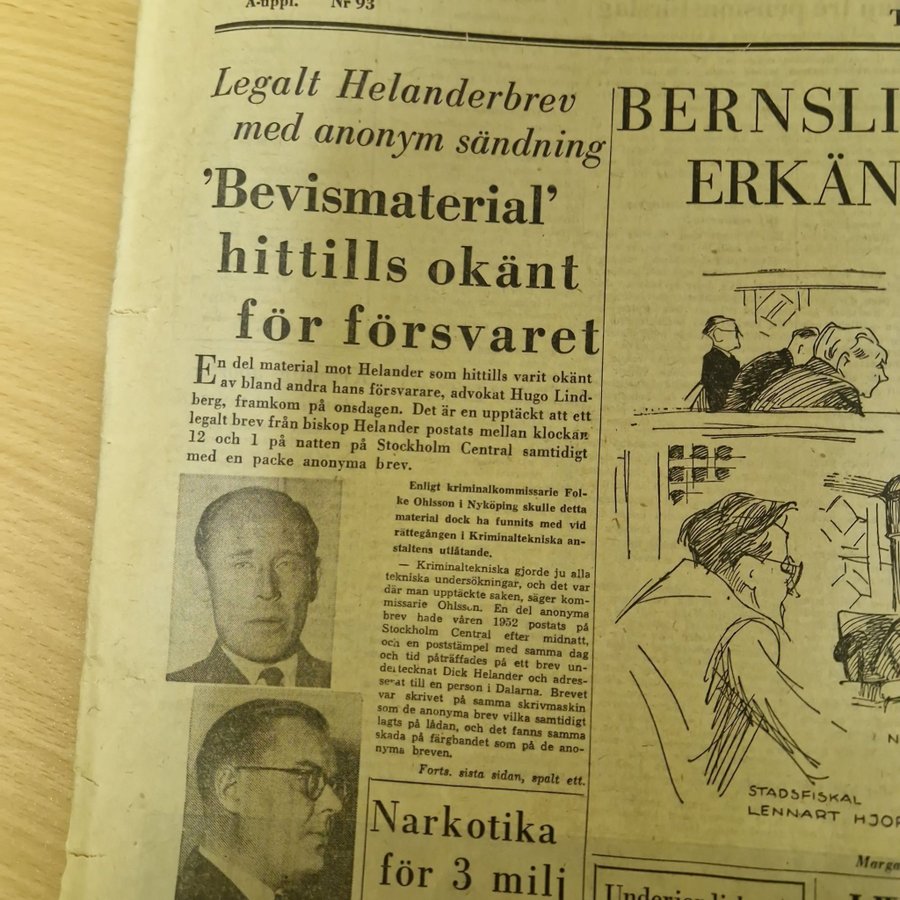 A-uppl. Nr 93
Legalt Helanderbrev
med anonym sändning
'Bevismaterial'
hittills okänt
för försvaret
En del material mot Helander som hittills varit okänt
av bland andra hans försvarare, advokat Hugo Lind-
berg, framkom på onsdagen. Det är en upptäckt att ett
legalt brev från biskop Helander postats mellan klockan
12 och 1 på natten på Stockholm Central samtidigt
med en packe anonyma brev.
Enligt kriminalkommissarie Fol-
ke Ohlsson i Nyköping skulle detta
material dock ha funnits med vid
rättegången i Kriminaltekniska an-
staltens utlåtande.
— Kriminaltekniska gjorde ju alla
tekniska undersökningar, och det var
där man upptäckte saken, säger kom-
missarie Ohlsson. En del anonyma
brev hade våren 1952 postats på
Stockholm Central efter midnatt,
och en poststämpel med samma dag
och tid påträffades på ett brev un-
dertecknat Dick Helander och adres-
serat till en person i Dalarna. Brevet
var skrivet på samma skrivmaskin
som de anonyma brev vilka samtidigt
lagts på lådan, och det fanns samma
skada på färgbandet som på de ano-
nyma breven.
Forts. sista sidan, spalt ett.
Narkotika
för 3 milj
BERNSLI
ERKÄN
STADSFISKAL
LENNART HJOR
Marga